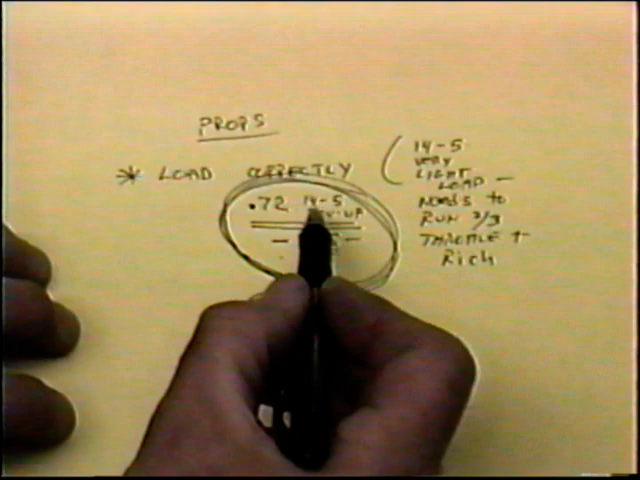 PROPS
* LOAD CORRECTLY
.72 14-5
14-5
VERY
LIGHT
LOAD -
NEEDS to
RUN 2/3
THROTTLE +
Rich